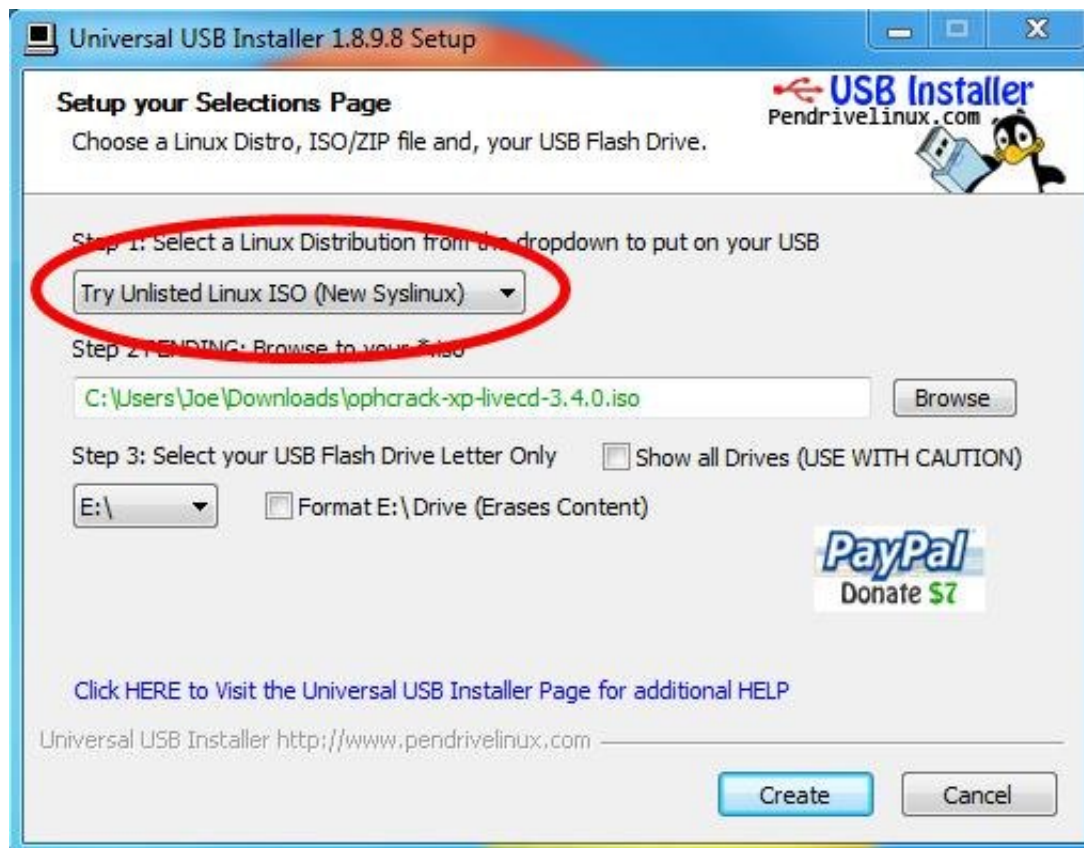 Universal USB Installer 1.8.9.8 Setup
X
Setup your Selections Page
Choose a Linux Distro, ISO/ZIP file and, your USB Flash Drive.
USB Installer
Pendrivelinux.com
Step 1: Select a Linux Distribution from the dropdown to put on your USB
Try Unlisted Linux ISO (New Syslinux)
Step 2 PENDING: Browse to your *.iso
C:\Users\Joe\Downloads\ophcrack-xp-livecd-3.4.0.iso
Browse
Step 3: Select your USB Flash Drive Letter Only
Show all Drives (USE WITH CAUTION)
E:\
Format E:\ Drive (Erases Content)
PayPal
Donate $7
Click HERE to Visit the Universal USB Installer Page for additional HELP
Universal USB Installer http://www.pendrivelinux.com
Create
Cancel